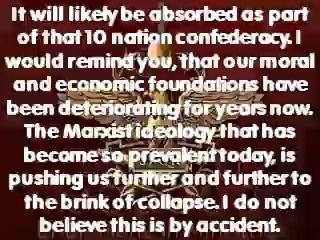 It will likely be absorbed as part
of that 10 nation confederacy. I
would remind you, that our moral
and economic foundations have
been deteriorating for years now.
The Marxist ideology that has
become so prevalent today, is
pushing us further and further to
the brink of collapse. I do not
believe this is by accident.